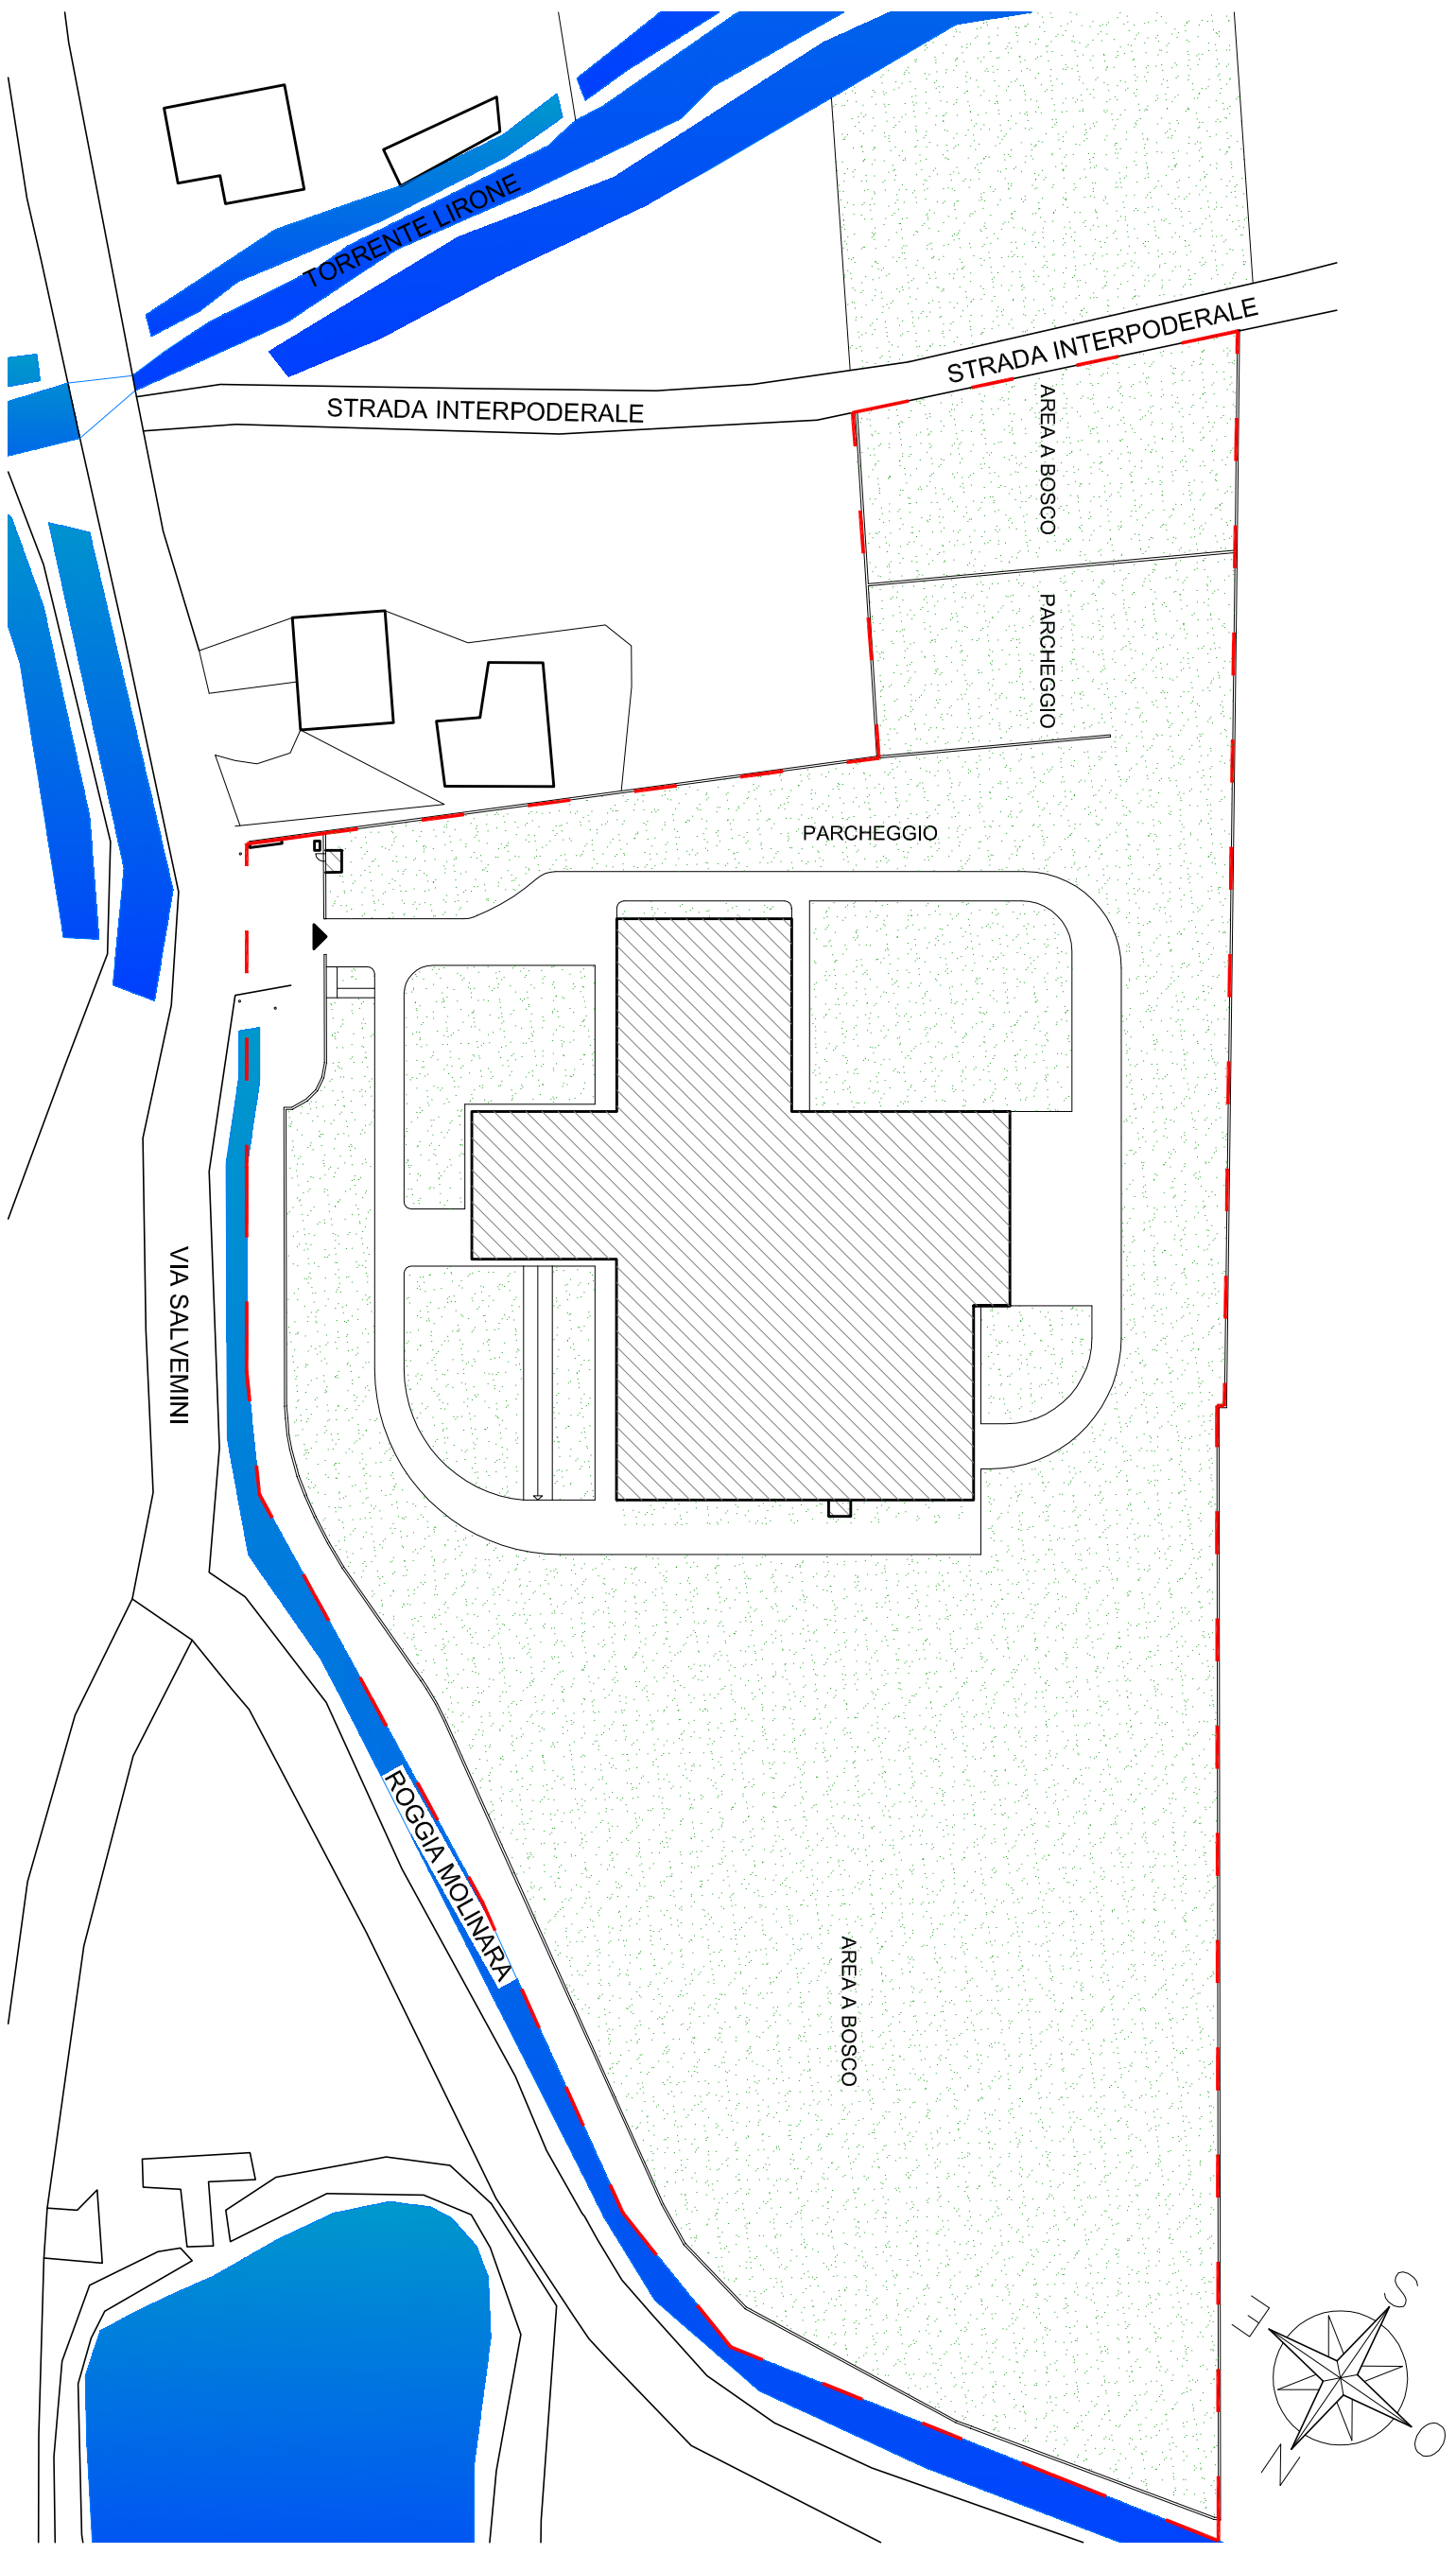 TORRENTE LIRONE
STRADA INTERPODERALE
STRADA INTERPODERALE
AREA A BOSCO
PARCHEGGIO
PARCHEGGIO
VIA SALVEMINI
ROGGIA MOLINARA
AREA A BOSCO
S
E
O
N